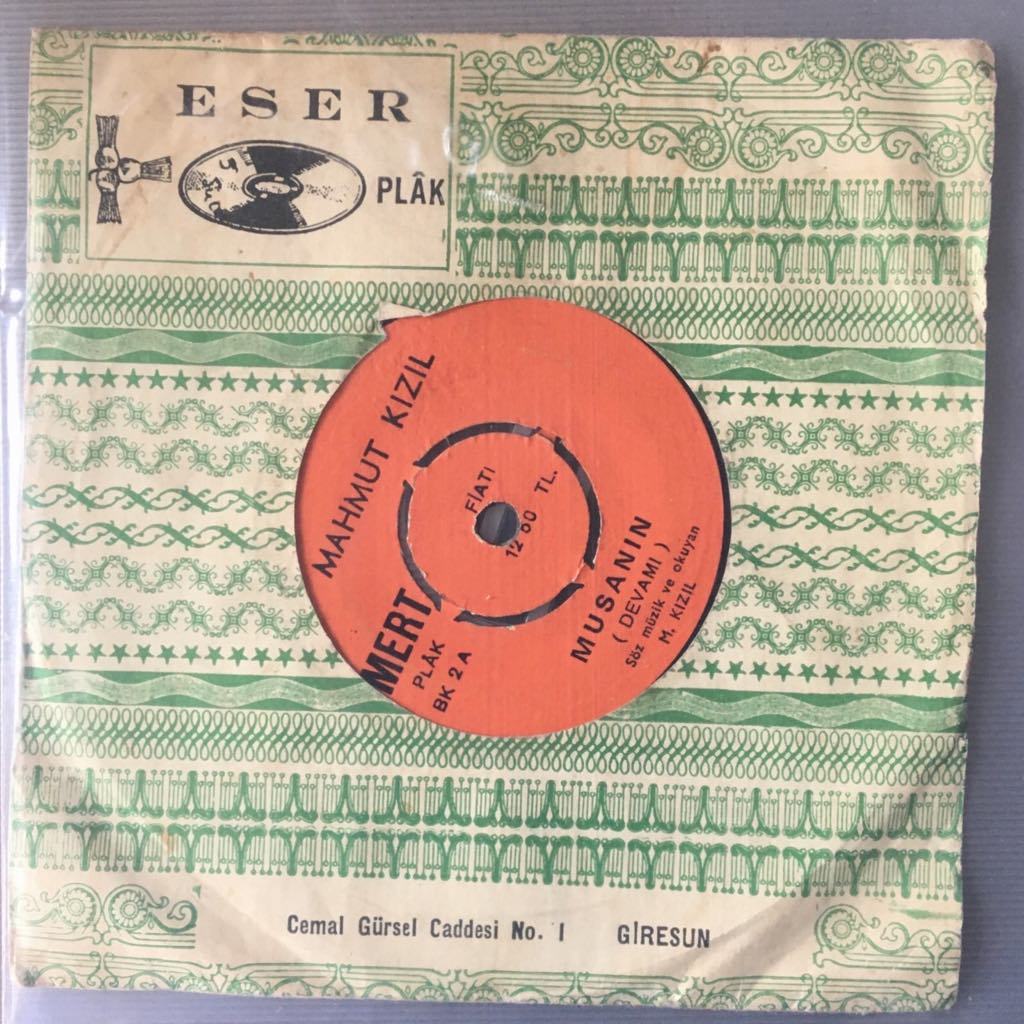 ESER
PLÂK
MAHMUT KIZIL
FİATI
12 50 TL.
MERT
PLÂK
BK 2 A
MUSANIN
( DEVAMI )
Söz müzik ve okuyan
M. KIZIL
Cemal Gürsel Caddesi No. 1 GİRESUN